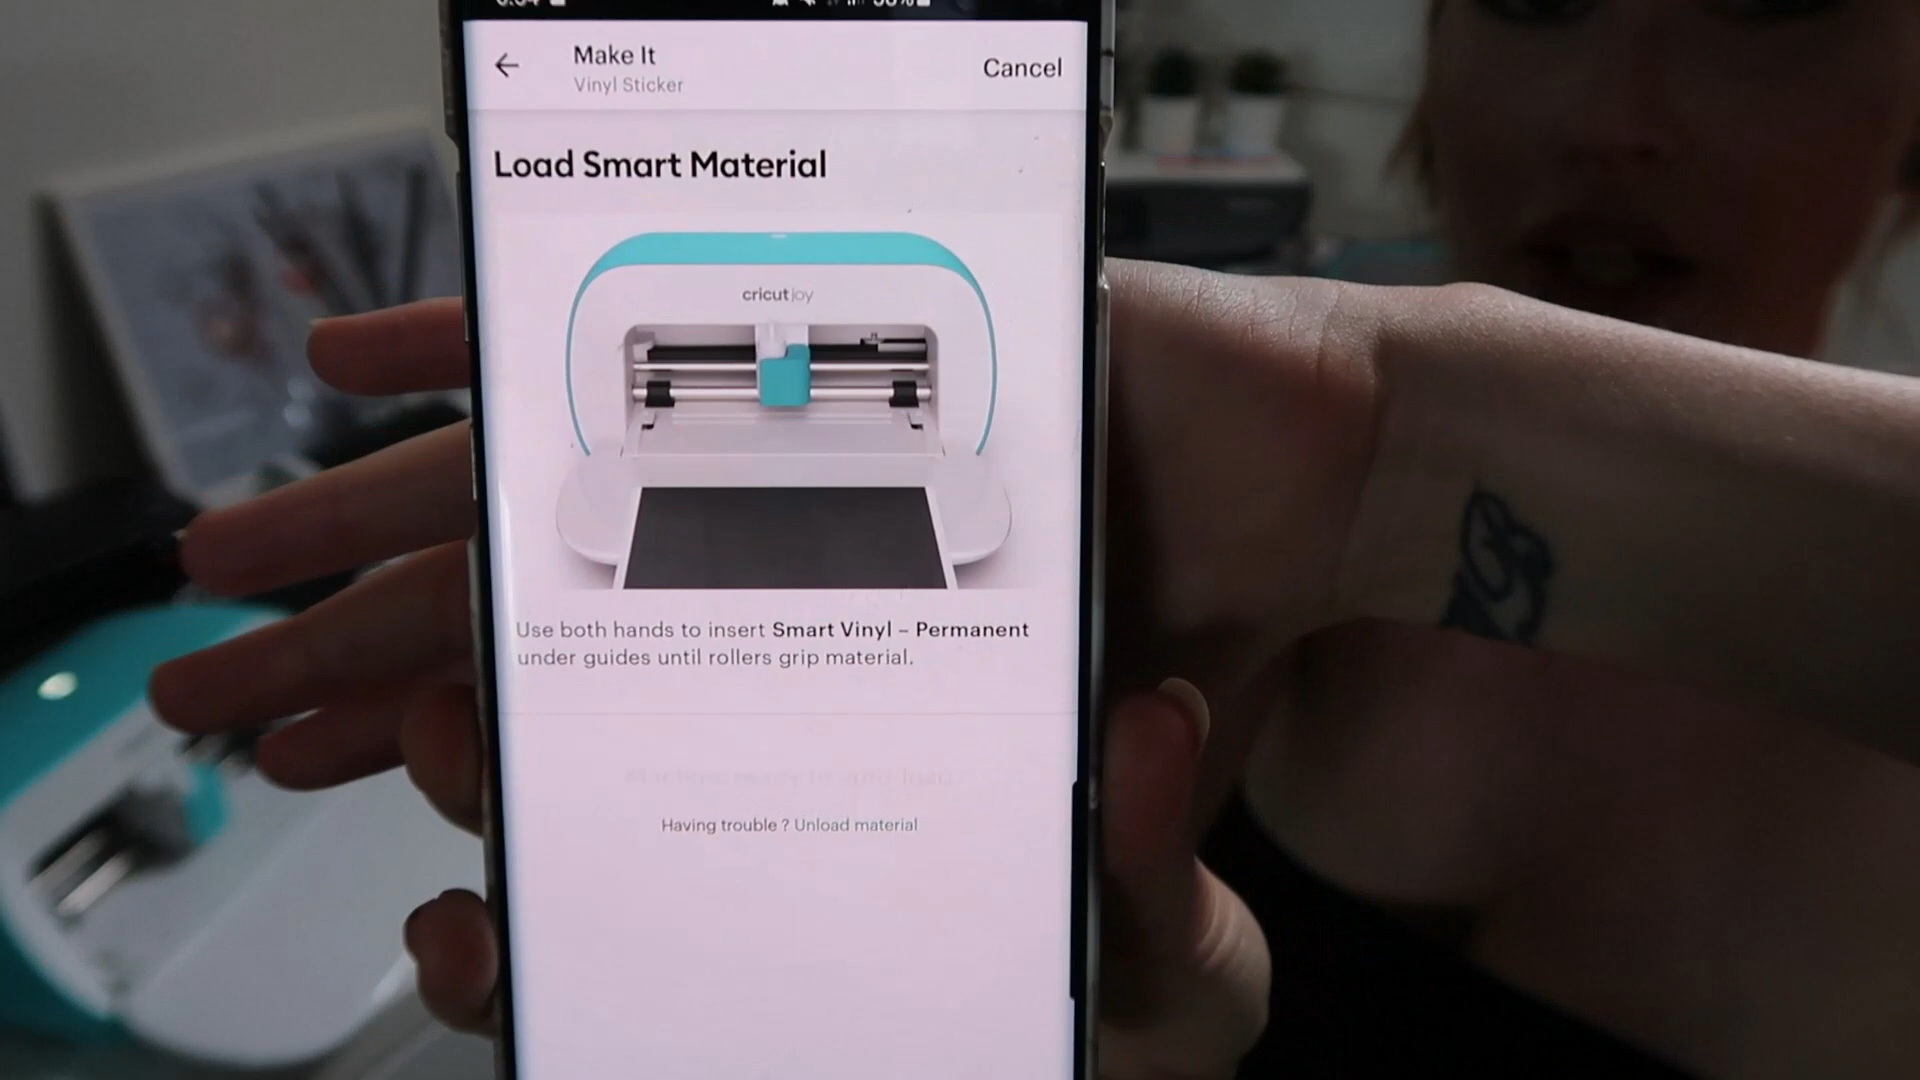 Make It
Cancel
Vinyl Sticker
Load Smart Material
cricut joy
Use both hands to insert Smart Vinyl – Permanent
under guides until rollers grip material.
Having trouble ? Unload material